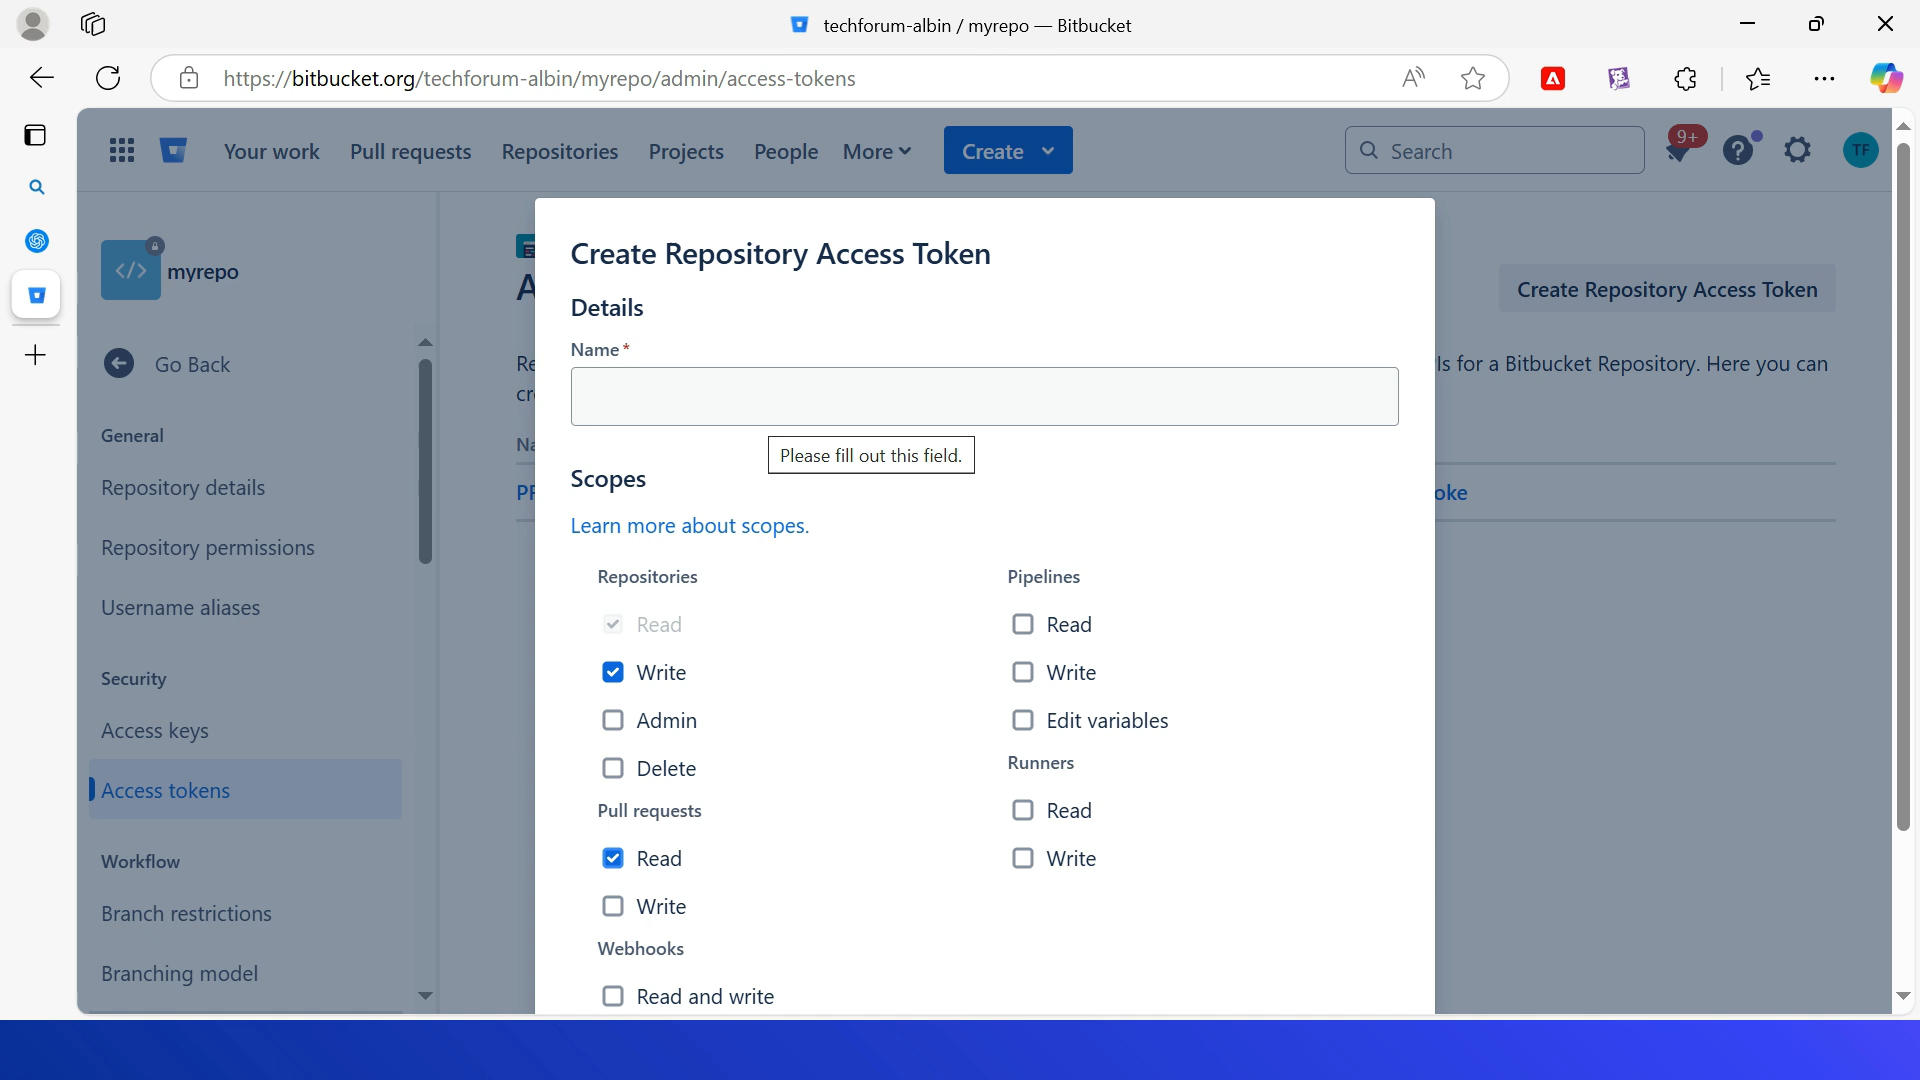 techforum-albin / myrepo — Bitbucket
https://bitbucket.org/techforum-albin/myrepo/admin/access-tokens
Your work Pull requests Repositories Projects People More Create Search 9+ TF
myrepo
Go Back
General
Repository details
Repository permissions
Username aliases
Security
Access keys
Access tokens
Workflow
Branch restrictions
Branching model
Create Repository Access Token
ls for a Bitbucket Repository. Here you can
oke
Create Repository Access Token
Details
Name *
Please fill out this field.
Scopes
Learn more about scopes.
Repositories
Read
Write
Admin
Delete
Pull requests
Read
Write
Webhooks
Read and write
Pipelines
Read
Write
Edit variables
Runners
Read
Write